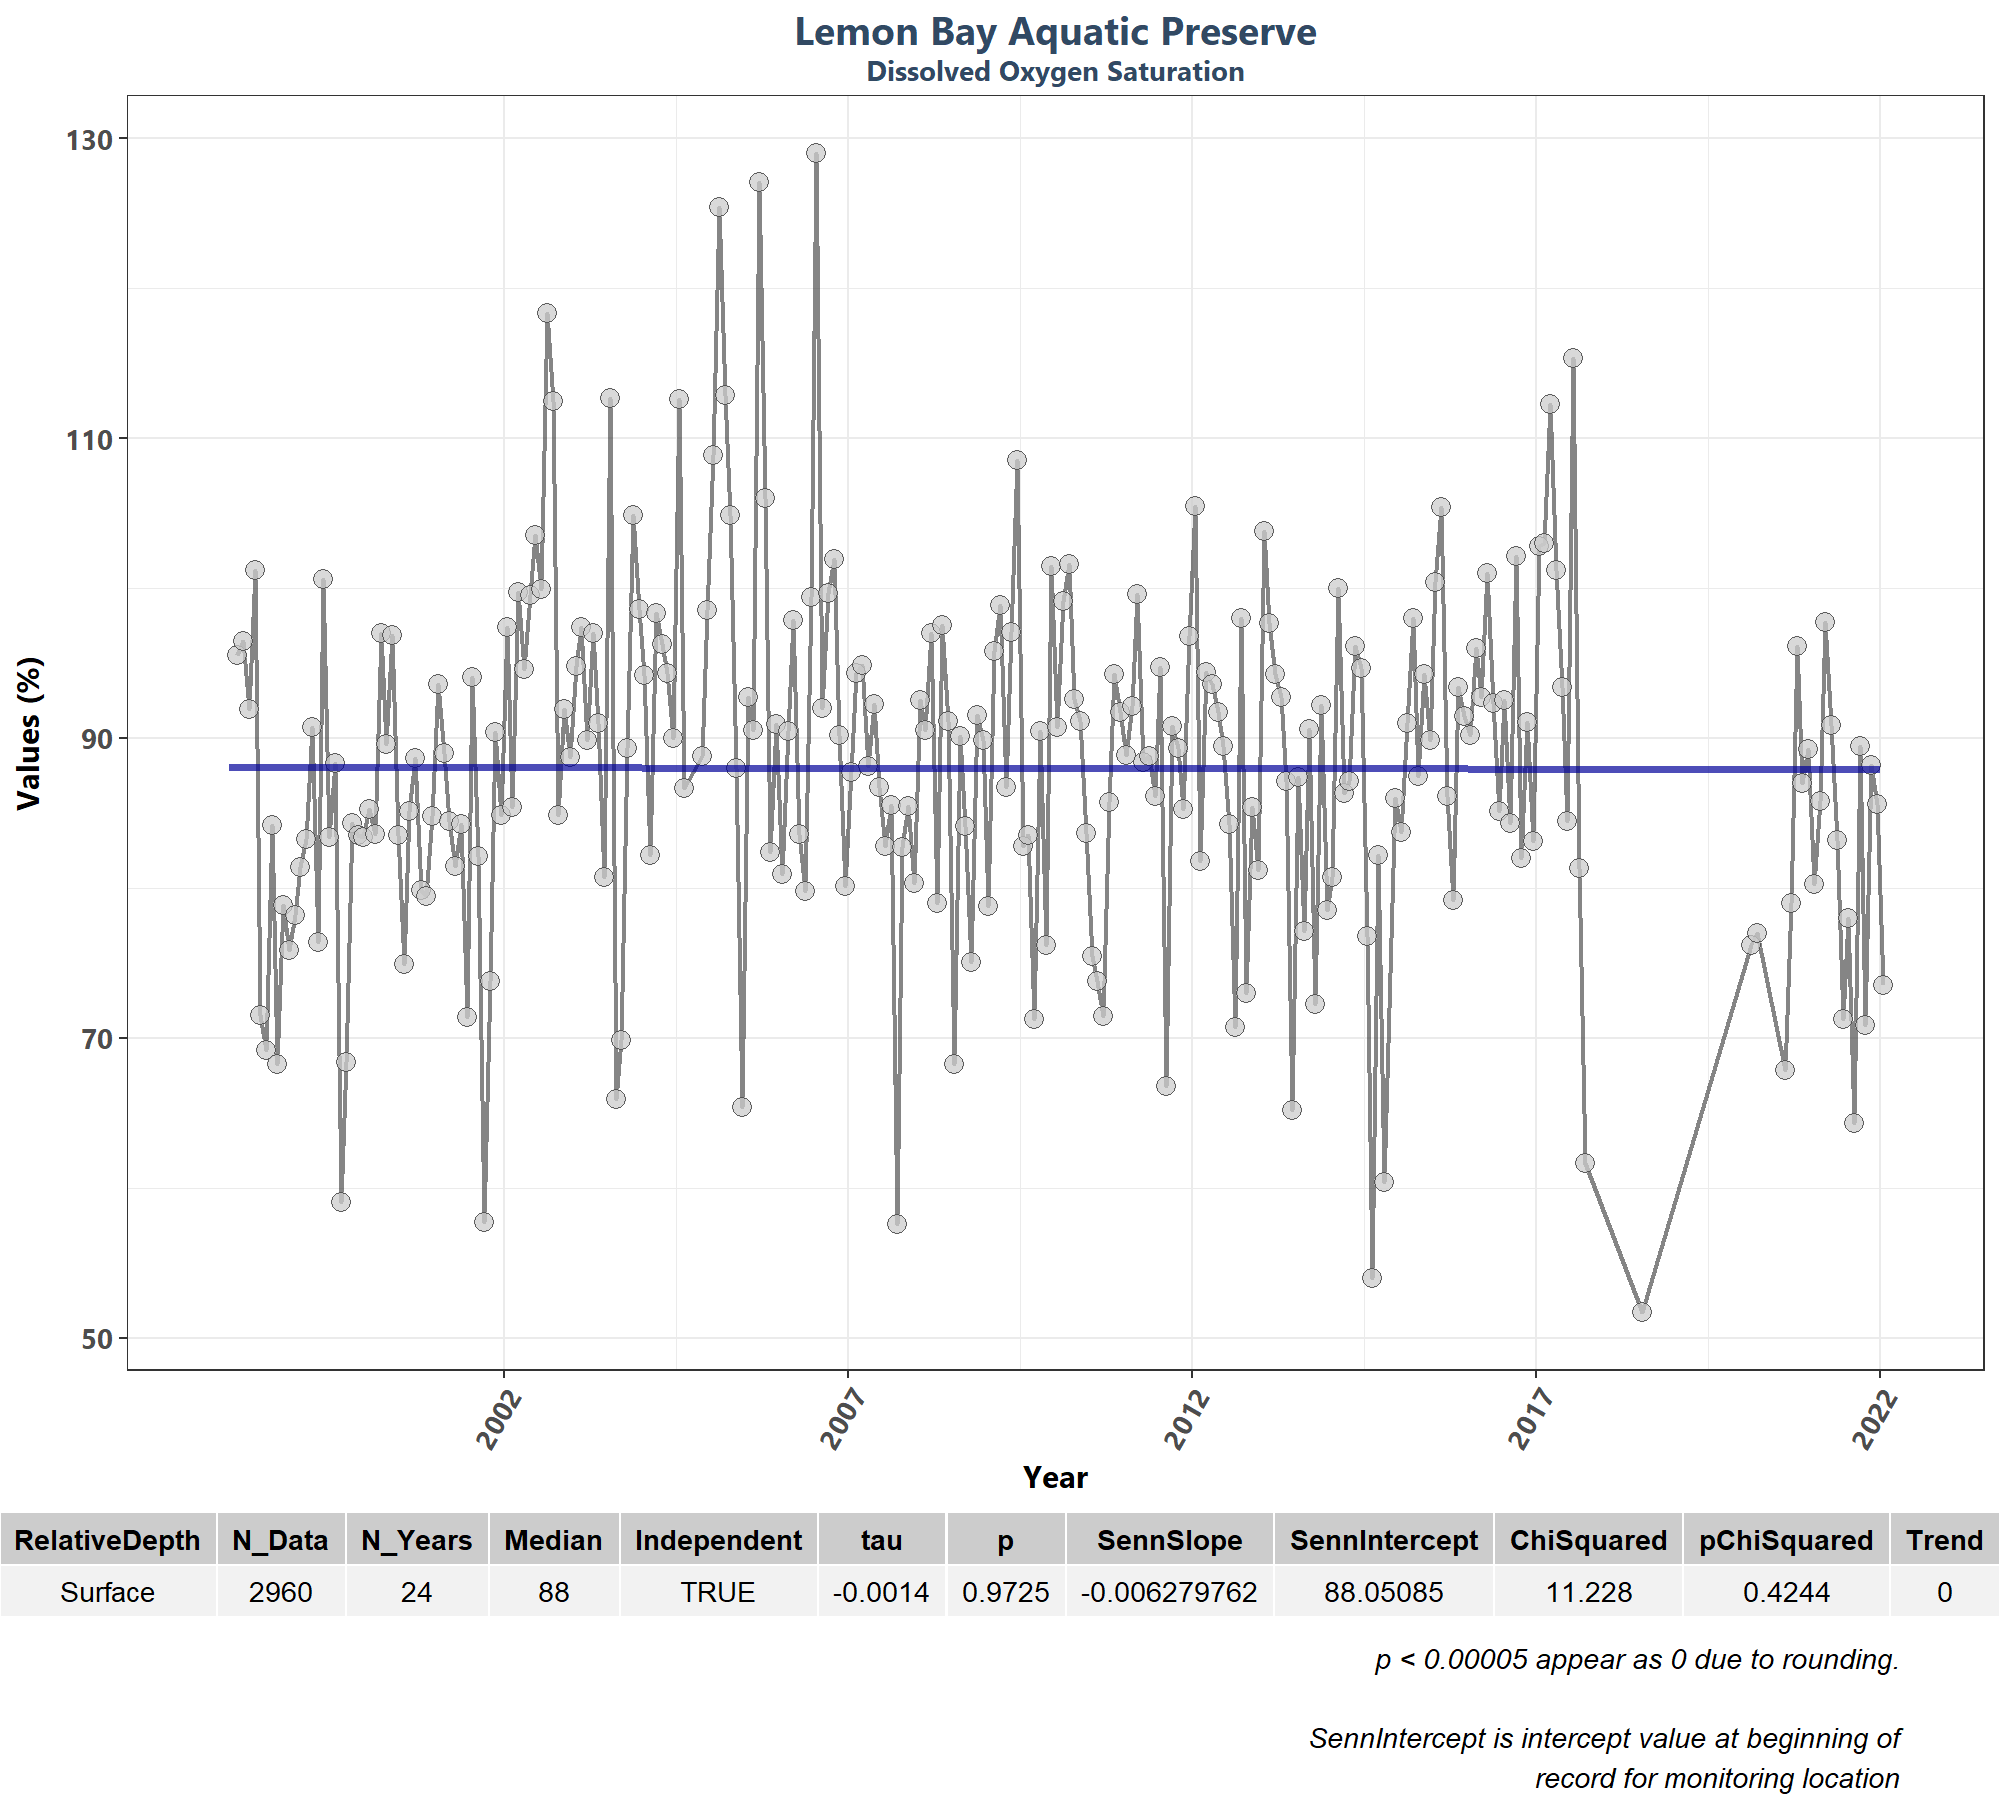 Lemon Bay Aquatic Preserve
Dissolved Oxygen Saturation
130
110
90
70
50
Values (%)
2002 2007 2012 2017 2022
Year
RelativeDepth N_Data N_Years Median Independent tau p SennSlope SennIntercept ChiSquared pChiSquared Trend
Surface 2960 24 88 TRUE -0.0014 0.9725 -0.006279762 88.05085 11.228 0.4244 0
p < 0.00005 appear as 0 due to rounding.
SennIntercept is intercept value at beginning of
record for monitoring location